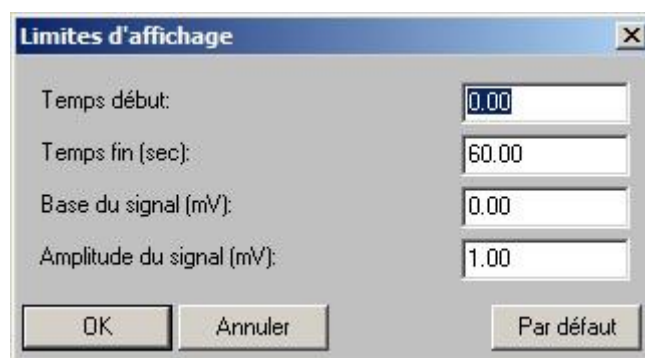 Limites d'affichage
Temps début: 0.00
Temps fin (sec): 60.00
Base du signal (mV): 0.00
Amplitude du signal (mV): 1.00
OK Annuler Par défaut